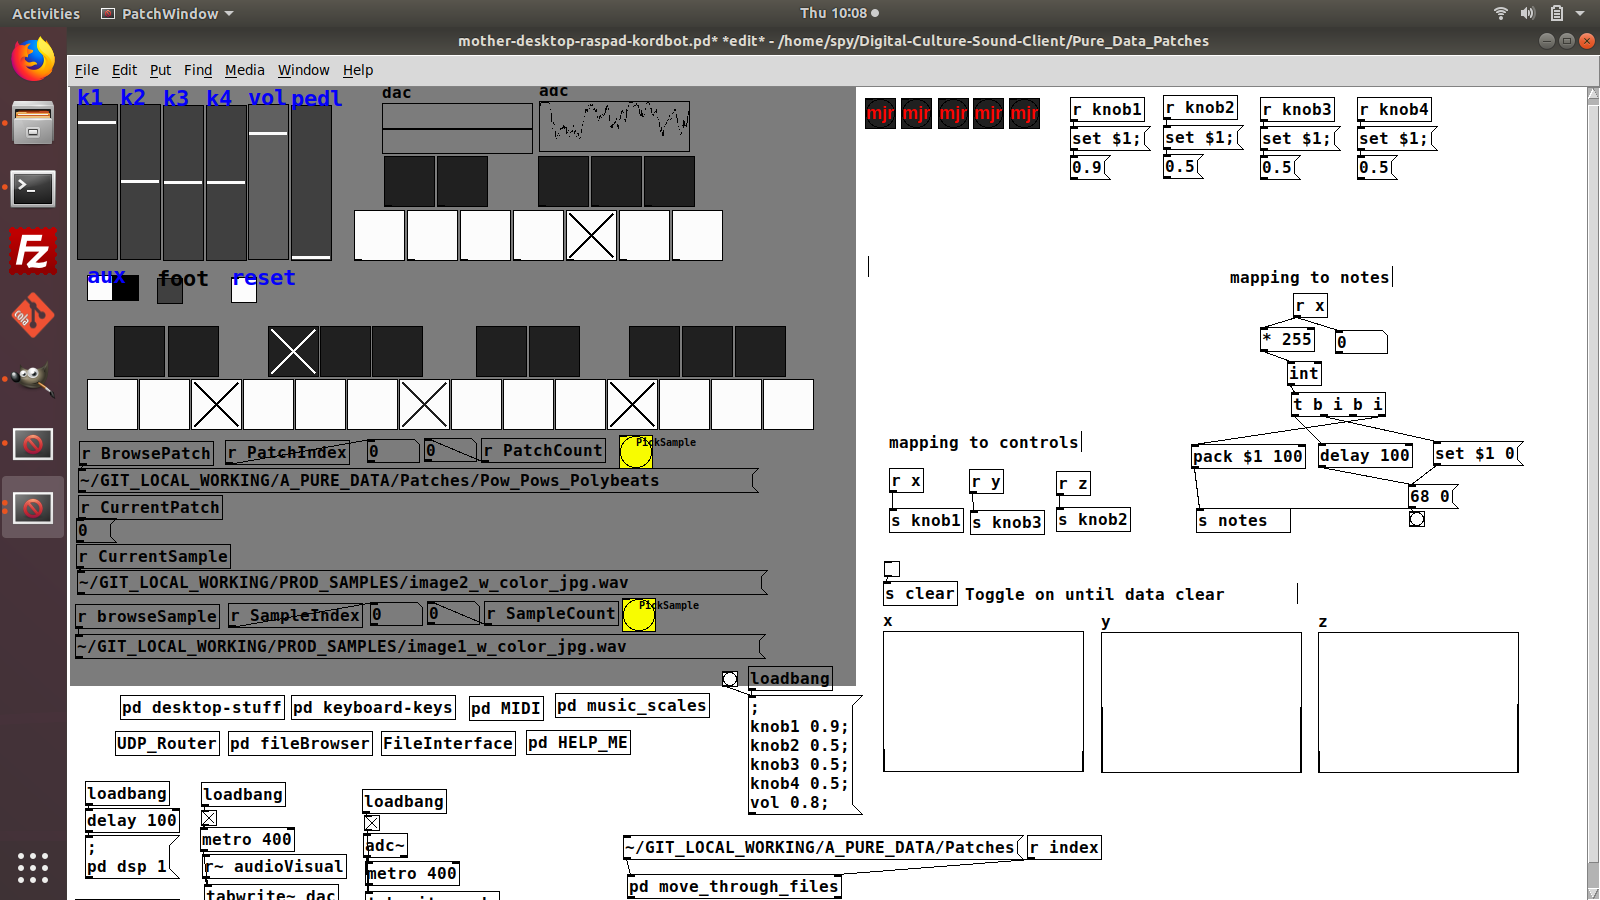 Activities
PatchWindow
Thu 10:08
mother-desktop-raspad-kordbot.pd* *edit* - /home/spy/Digital-Culture-Sound-Client/Pure_Data_Patches
File Edit Put Find Media Window Help
k1 k2 k3 k4 vol pedl
dac
adc
mjr mjr mjr mjr mjr
r knob1
r knob2
r knob3
r knob4
set $1;
set $1;
set $1;
set $1;
0.9
0.5
0.5
0.5
aux
foot
reset
mapping to notes
r x
* 255
0
int
t b i b i
pack $1 100
delay 100
set $1 0
68 0
s notes
mapping to controls
r x
r y
r z
s knob1
s knob3
s knob2
r BrowsePatch
r PatchIndex
0
0
r PatchCount
PickSample
~/GIT_LOCAL_WORKING/A_PURE_DATA/Patches/Pow_Pows_Polybeats
r CurrentPatch
0
r CurrentSample
~/GIT_LOCAL_WORKING/PROD_SAMPLES/image2_w_color_jpg.wav
r browseSample
r SampleIndex
0
0
r SampleCount
PickSample
~/GIT_LOCAL_WORKING/PROD_SAMPLES/image1_w_color_jpg.wav
s clear
Toggle on until data clear
x
y
z
loadbang
;
knob1 0.9;
knob2 0.5;
knob3 0.5;
knob4 0.5;
vol 0.8;
pd desktop-stuff
pd keyboard-keys
pd MIDI
pd music_scales
UDP_Router
pd fileBrowser
FileInterface
pd HELP_ME
loadbang
delay 100
;
pd dsp 1
loadbang
metro 400
r~ audioVisual
tabwrite~ dac
loadbang
adc~
metro 400
~/GIT_LOCAL_WORKING/A_PURE_DATA/Patches
r index
pd move_through_files